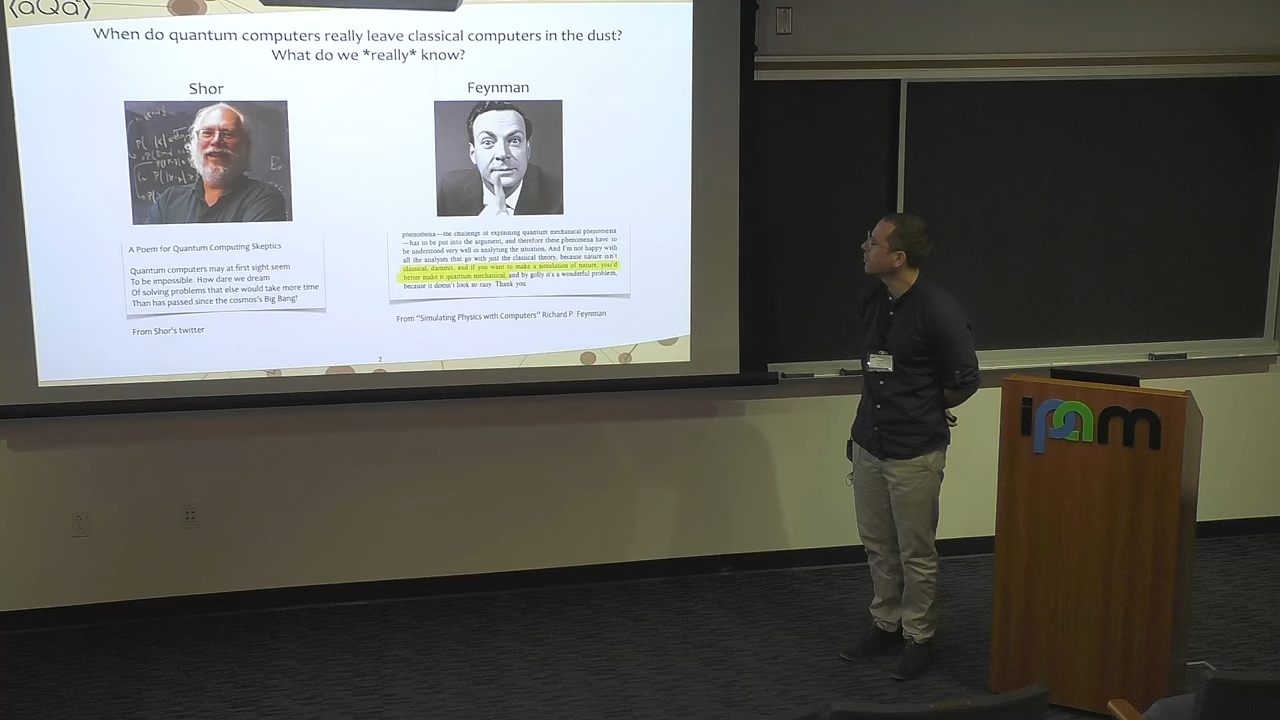 ⟨aQa⟩
When do quantum computers really leave classical computers in the dust?
What do we *really* know?
Shor
Feynman
A Poem for Quantum Computing Skeptics
Quantum computers may at first sight seem
To be impossible. How dare we dream
Of solving problems that else would take more time
Than has passed since the cosmos's Big Bang!
From Shor's twitter
phenomena—the challenge of explaining quantum mechanical phenomena
—has to be put into the argument, and therefore these phenomena have to
be understood very well in analyzing the situation. And I'm not happy with
all the analyses that go with just the classical theory, because nature isn't
classical, dammit, and if you want to make a simulation of nature, you'd
better make it quantum mechanical, and by golly it's a wonderful problem,
because it doesn't look so easy. Thank you.
From "Simulating Physics with Computers" Richard P. Feynman
2
ipam